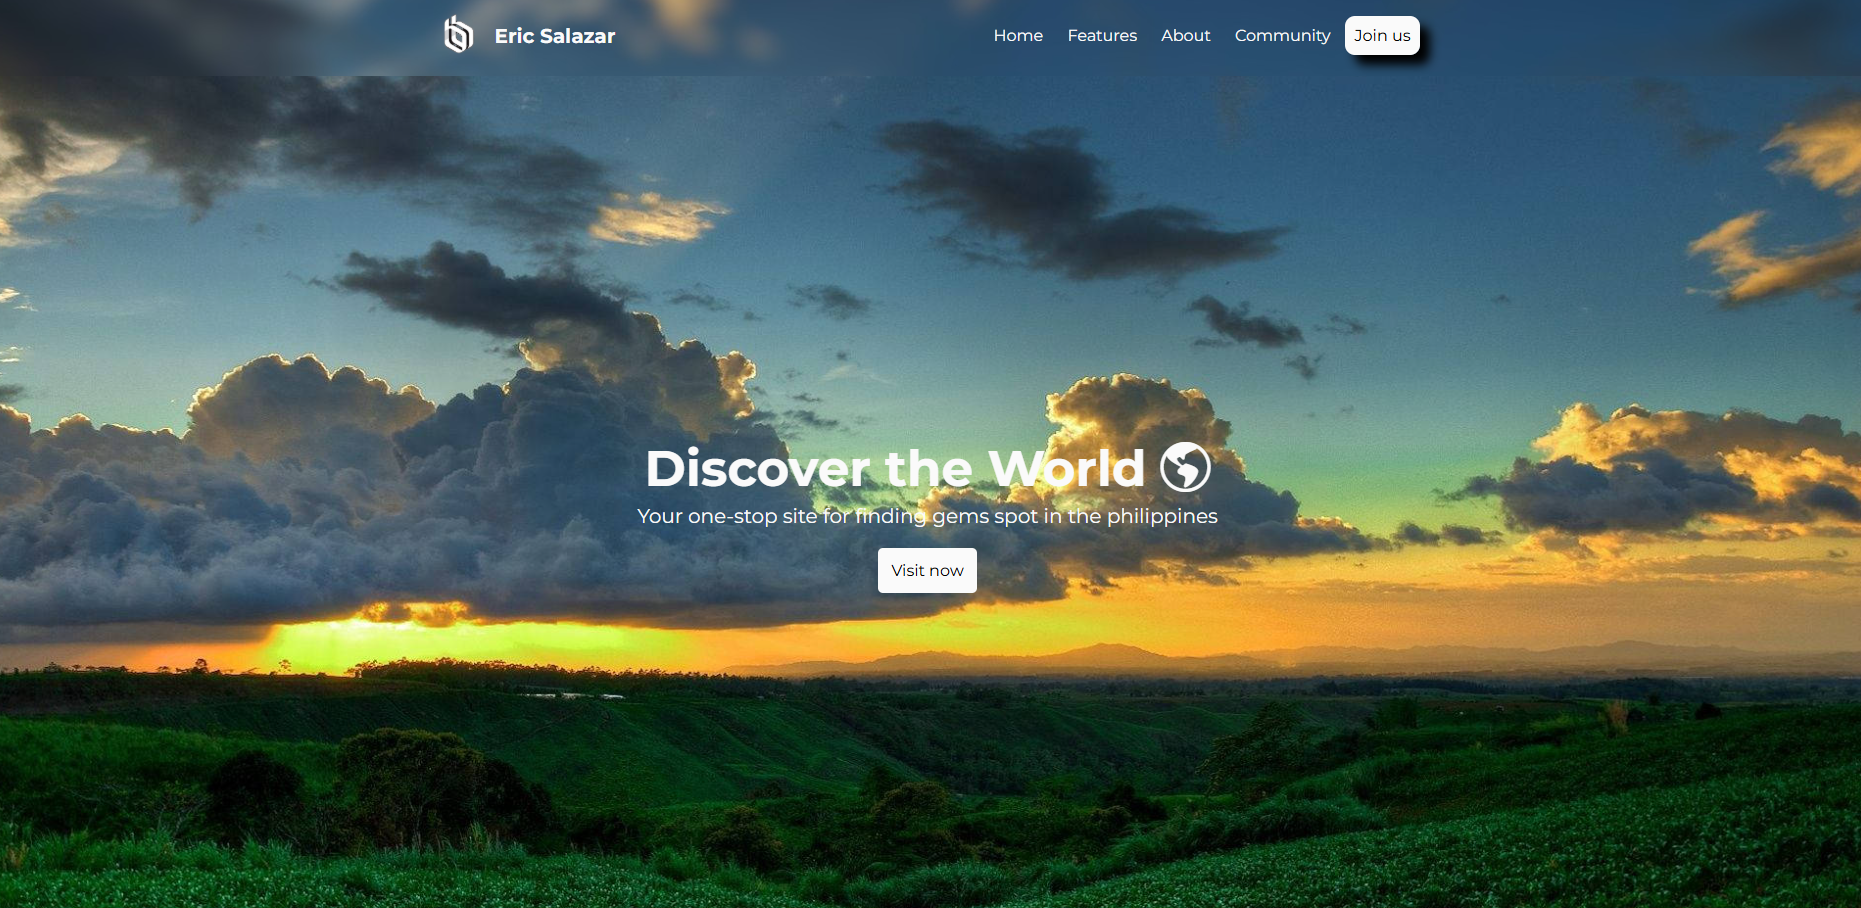 Eric Salazar
Home Features About Community Join us
Discover the World
Your one-stop site for finding gems spot in the philippines
Visit now